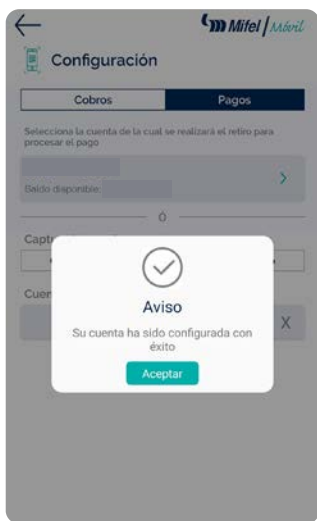 Mifel | Móvil
Configuración
Cobros Pagos
Selecciona la cuenta de la cual se realizará el retiro para
procesar el pago
Saldo disponible:
Ó
Aviso
Su cuenta ha sido configurada con
éxito
X
Aceptar